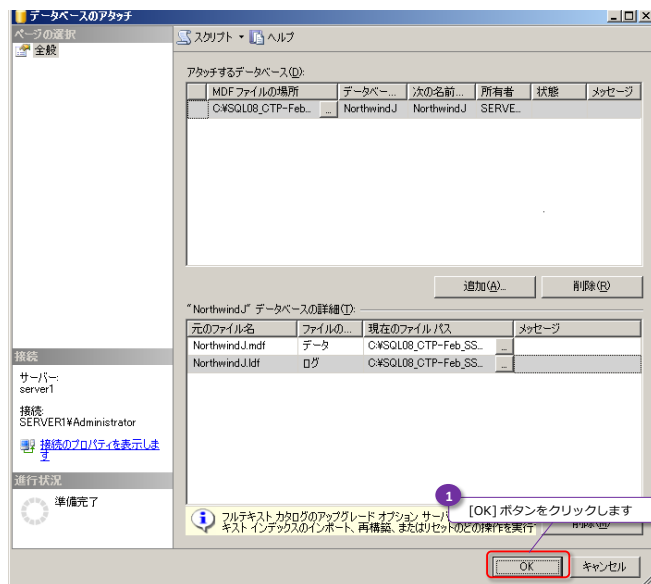 データベースのアタッチ
ページの選択
全般
スクリプト ヘルプ
アタッチするデータベース(D):
MDF ファイルの場所 データベー... 次の名前... 所有者 状態 メッセージ
C:¥SQL08_CTP-Feb... ... NorthwindJ NorthwindJ SERVE...
追加(A)... 削除(R)
"NorthwindJ" データベースの詳細(T):
元のファイル名 ファイルの... 現在のファイル パス メッセージ
NorthwindJ.mdf データ C:¥SQL08_CTP-Feb_SS... ...
NorthwindJ.ldf ログ C:¥SQL08_CTP-Feb_SS... ...
接続
サーバー:
server1
接続:
SERVER1¥Administrator
接続のプロパティを表示しま
す
進行状況
準備完了
1
[OK] ボタンをクリックします
フルテキスト カタログのアップグレード オプション サーバ
キスト インデックスのインポート、再構築、またはリセットのどの操作を実行
OK キャンセル